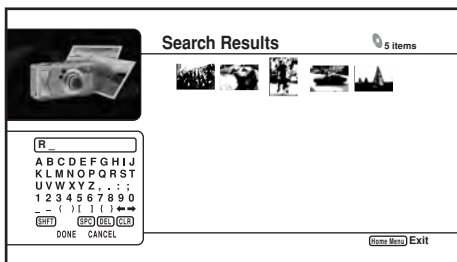 Search Results
5 items
R_
A B C D E F G H I J
K L M N O P Q R S T
U V W X Y Z , . : ;
1 2 3 4 5 6 7 8 9 0
_ – ( ) [ ] { } ← →
SHFT SPC DEL CLR
DONE CANCEL
Home Menu Exit